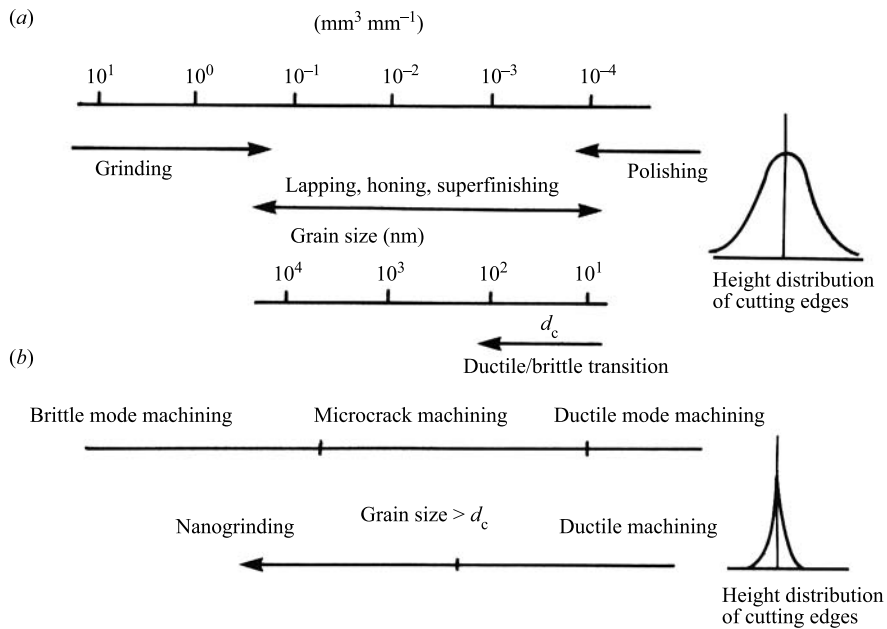 (a)
(mm³ mm⁻¹)
10¹ 10⁰ 10⁻¹ 10⁻² 10⁻³ 10⁻⁴
Grinding
Polishing
Lapping, honing, superfinishing
Grain size (nm)
10⁴ 10³ 10² 10¹
d_c
Ductile/brittle transition
Height distribution
of cutting edges
(b)
Brittle mode machining Microcrack machining Ductile mode machining
Nanogrinding Grain size > d_c Ductile machining
Height distribution
of cutting edges